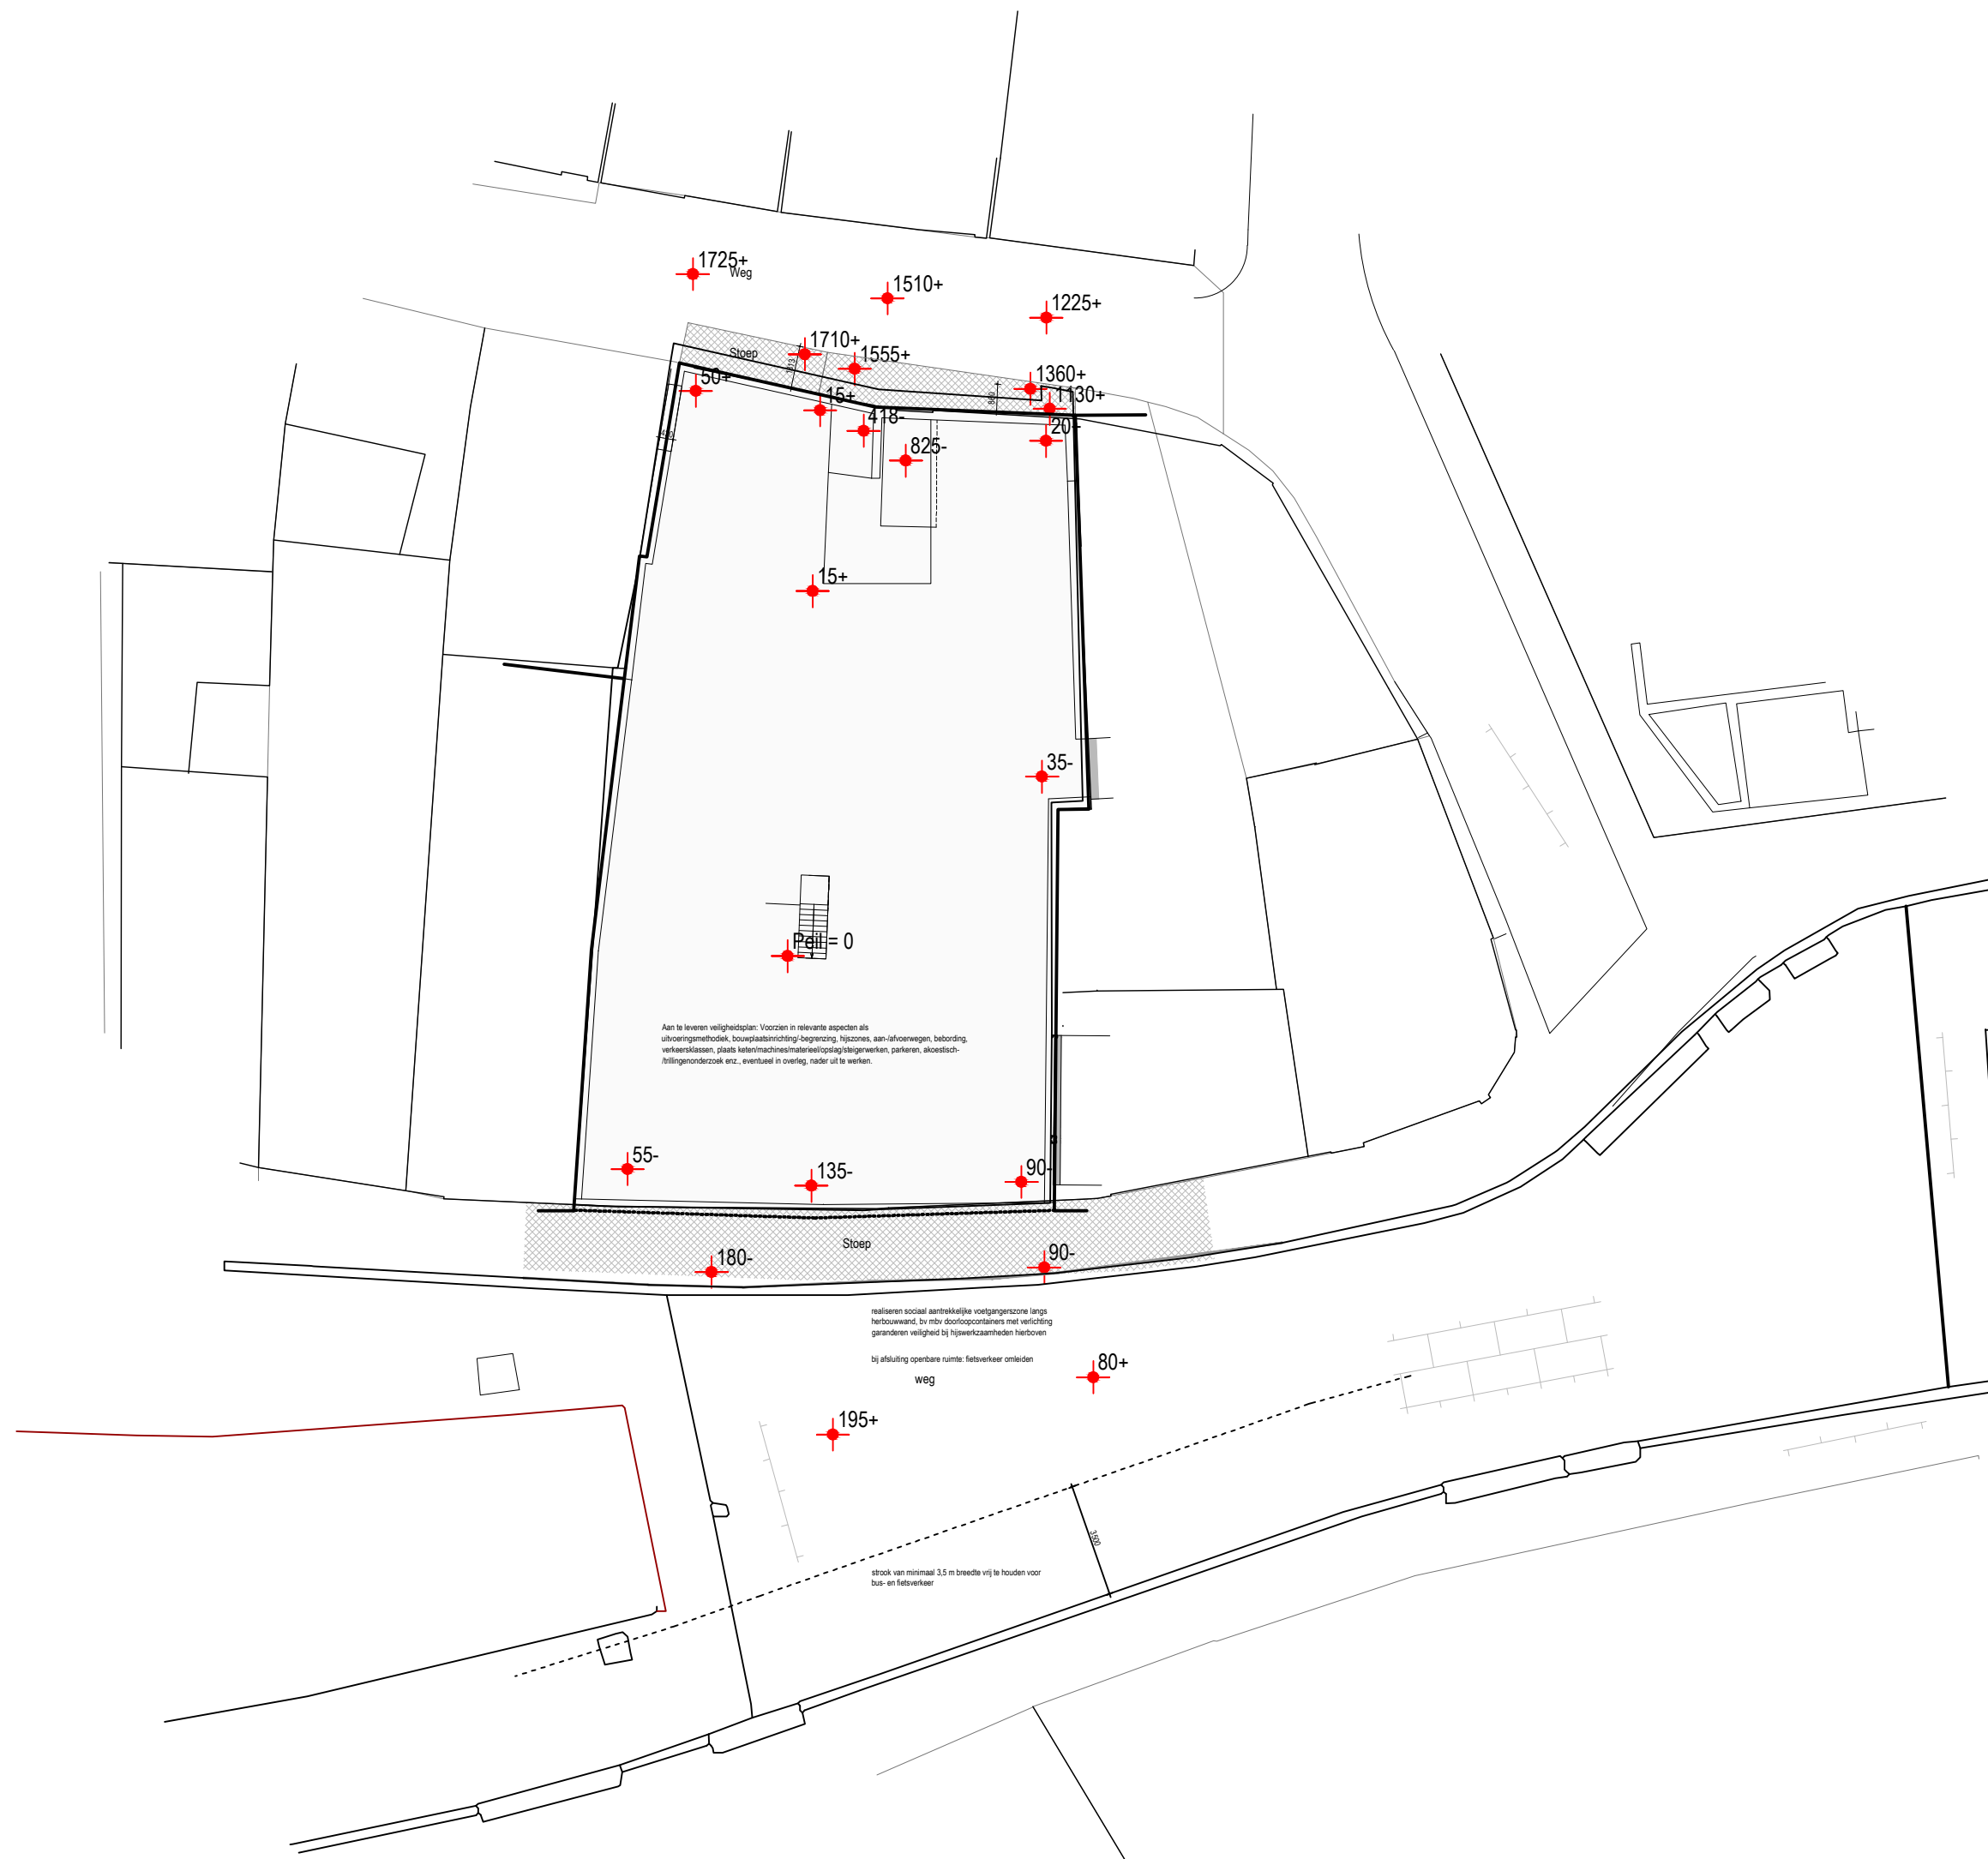 1725+
Weg
1510+
1225+
1710+
Stoep
1555+
1360+
50+
1130+
15+
418-
20+
825-
15+
35-
Peil = 0
Aan te leveren veiligheidsplan: Voorzien in relevante aspecten als
uitvoeringsmethodiek, bouwplaatsinrichting/-begrenzing, hijszones, aan-/afvoerwegen, bebording,
verkeersklassen, plaats keten/machines/materieel/opslag/steigerwerken, parkeren, akoestisch-
/trillingenonderzoek enz., eventueel in overleg, nader uit te werken.
55-
135-
90-
Stoep
180-
90-
realiseren sociaal aantrekkelijke voetgangerszone langs
herbouwwand, bv mbv doorloopcontainers met verlichting
garanderen veiligheid bij hijswerkzaamheden hierboven
bij afsluiting openbare ruimte: fietsverkeer omleiden
weg
80+
195+
3500
strook van minimaal 3,5 m breedte vrij te houden voor
bus- en fietsverkeer